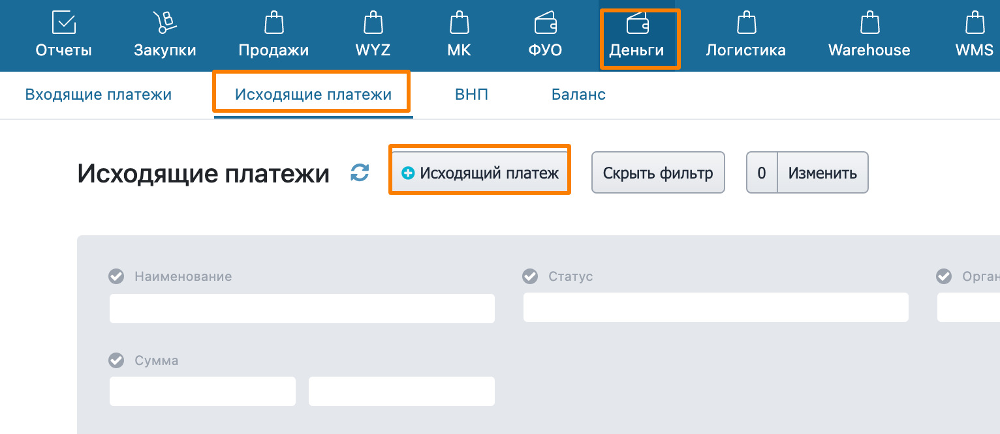 Отчеты Закупки Продажи WYZ МК ФУО Деньги Логистика Warehouse WMS
Входящие платежи Исходящие платежи ВНП Баланс
Исходящие платежи Исходящий платеж Скрыть фильтр 0 Изменить
Наименование Статус Орган
Сумма